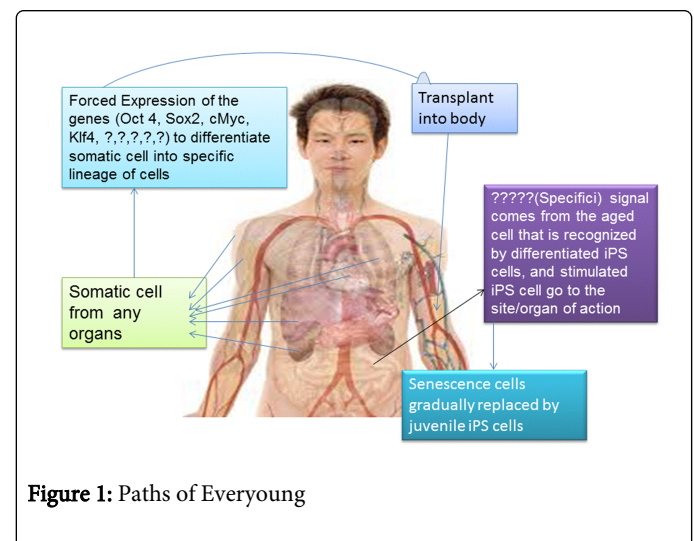 Forced Expression of the
genes (Oct 4, Sox2, cMyc,
Klf4, ?,?,?,?,?) to differentiate
somatic cell into specific
lineage of cells
Transplant
into body
?????(Specifici) signal
comes from the aged
cell that is recognized
by differentiated iPS
cells, and stimulated
iPS cell go to the
site/organ of action
Somatic cell
from any
organs
Senescence cells
gradually replaced by
juvenile iPS cells
Figure 1: Paths of Everyoung